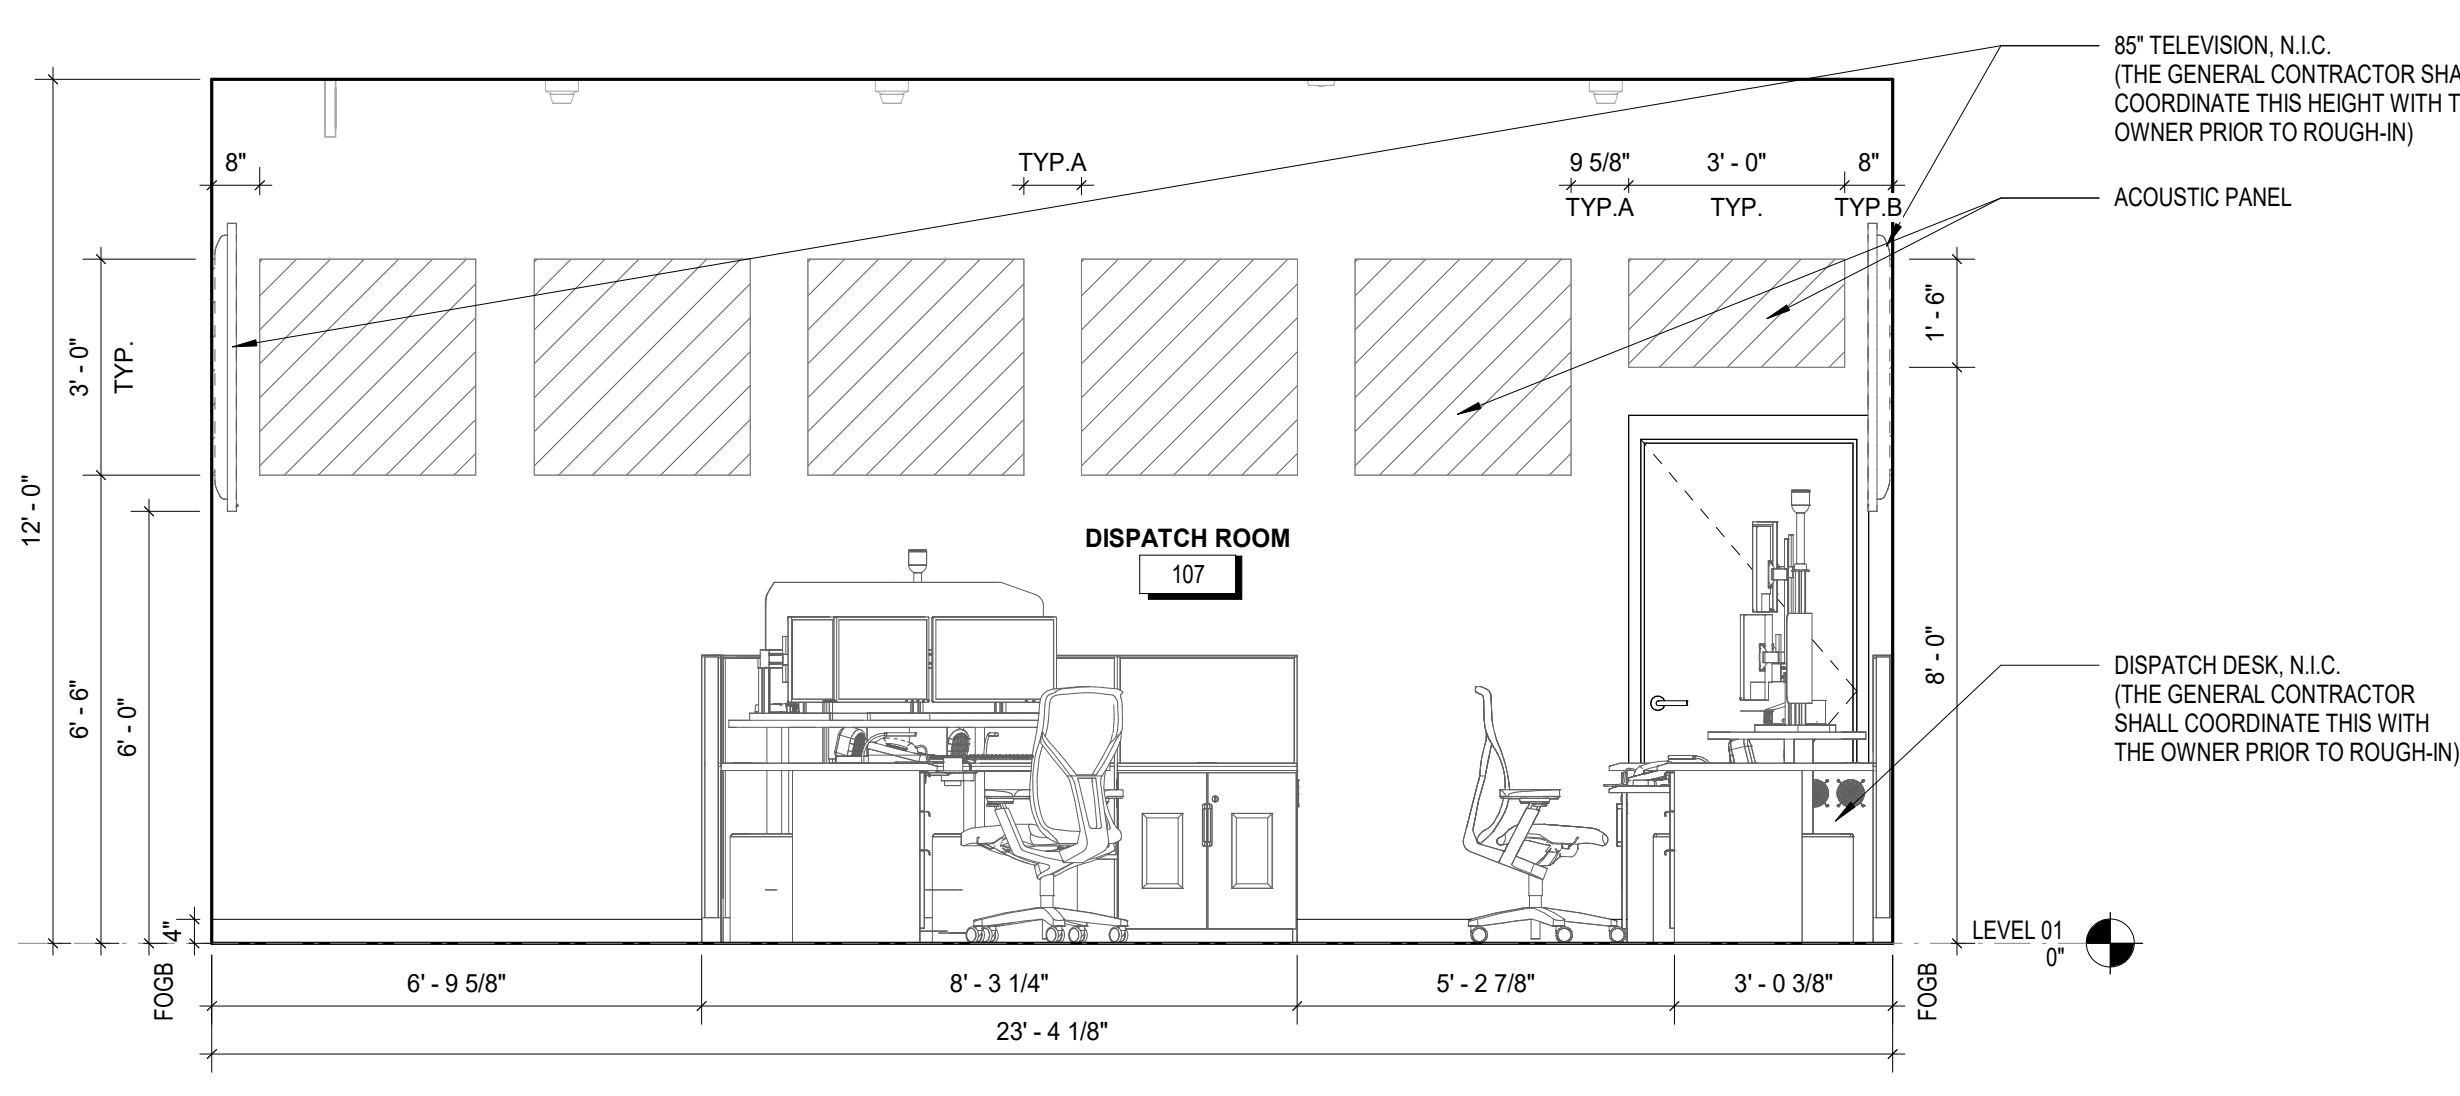 85" TELEVISION, N.I.C.
(THE GENERAL CONTRACTOR SHA
COORDINATE THIS HEIGHT WITH T
OWNER PRIOR TO ROUGH-IN)
8"
TYP.A
9 5/8"
3' - 0"
8"
TYP.A
TYP.
TYP.B
ACOUSTIC PANEL
12' - 0"
3' - 0"
TYP.
6' - 6"
6' - 0"
4"
1' - 6"
8' - 0"
DISPATCH ROOM
107
DISPATCH DESK, N.I.C.
(THE GENERAL CONTRACTOR
SHALL COORDINATE THIS WITH
THE OWNER PRIOR TO ROUGH-IN)
LEVEL 01
0"
FOGB
6' - 9 5/8"
8' - 3 1/4"
5' - 2 7/8"
3' - 0 3/8"
FOGB
23' - 4 1/8"